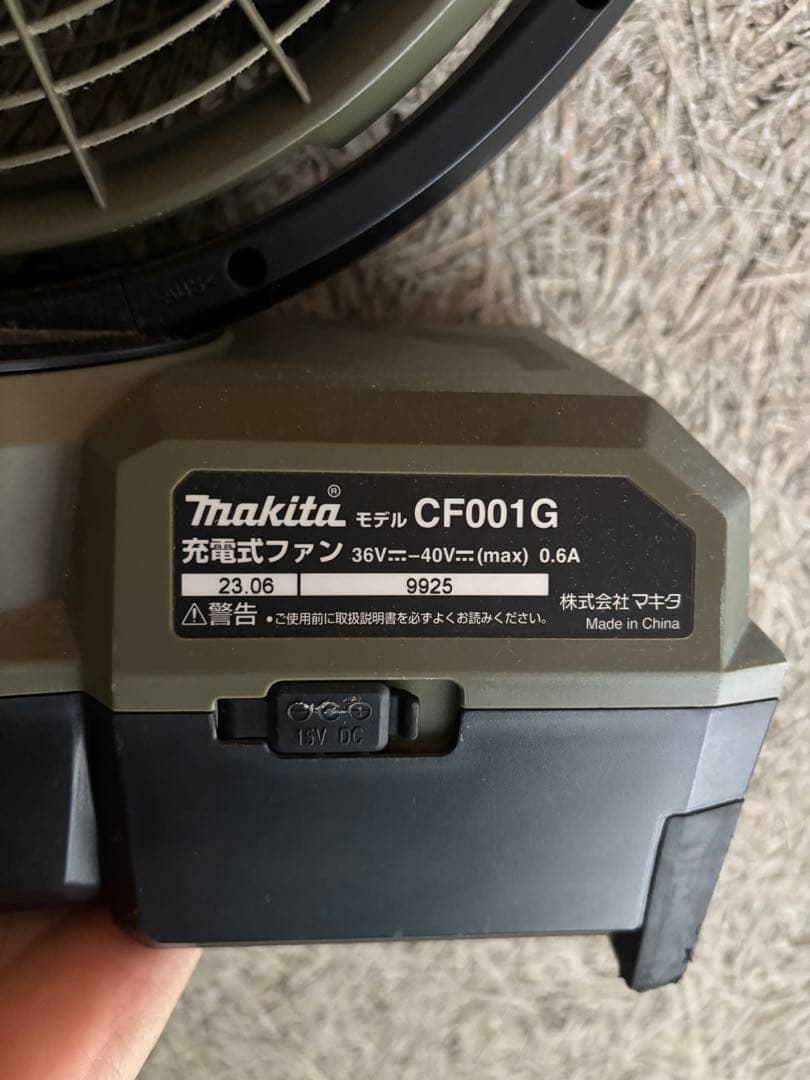 makita® モデル CF001G
充電式ファン 36V⎓–40V⎓(max) 0.6A
23.06 9925
⚠警告 •ご使用前に取扱説明書を必ずよくお読みください。
株式会社 マキタ
Made in China
16V DC